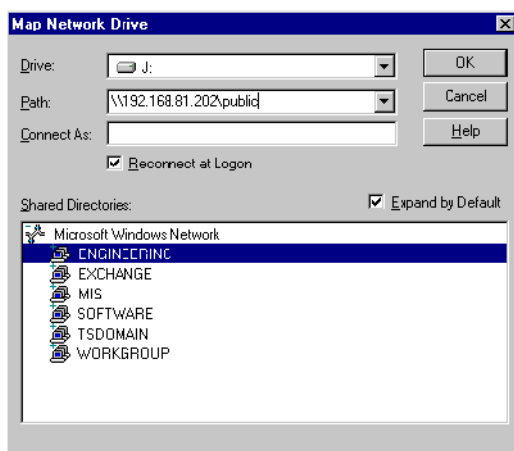 Map Network Drive
Drive:
J:
OK
Path:
\\192.168.81.202\public
Cancel
Connect As:
Help
Reconnect at Logon
Shared Directories:
Expand by Default
Microsoft Windows Network
ENGINEERING
EXCHANGE
MIS
SOFTWARE
TSDOMAIN
WORKGROUP